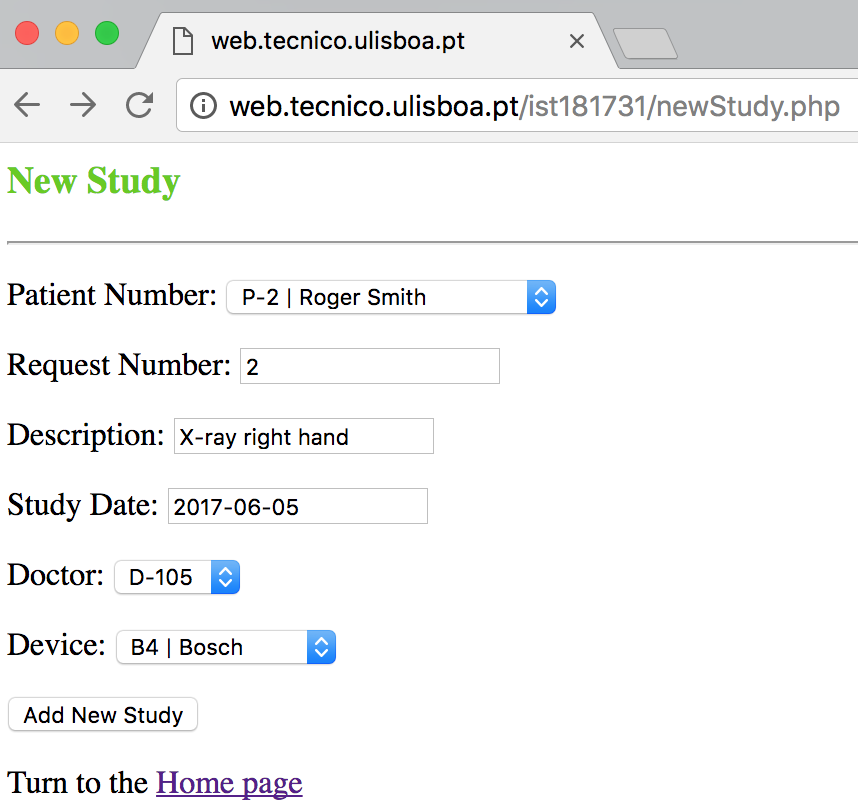 web.tecnico.ulisboa.pt
web.tecnico.ulisboa.pt/ist181731/newStudy.php
New Study
Patient Number: P-2 | Roger Smith
Request Number: 2
Description: X-ray right hand
Study Date: 2017-06-05
Doctor: D-105
Device: B4 | Bosch
Add New Study
Turn to the Home page